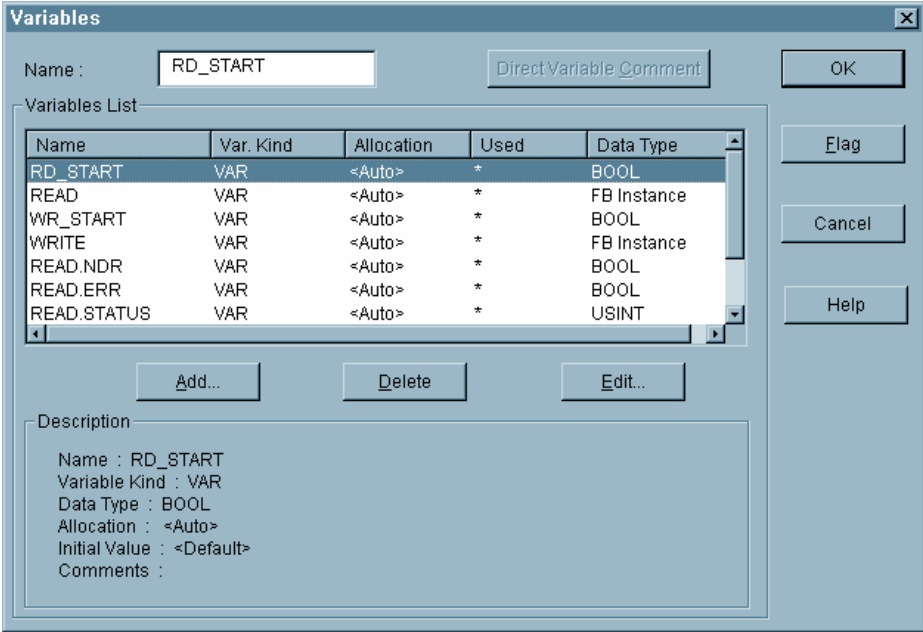 Variables
Name : RD_START Direct Variable Comment OK
Variables List
Name Var. Kind Allocation Used Data Type
Flag
RD_START VAR <Auto> * BOOL
READ VAR <Auto> * FB Instance
WR_START VAR <Auto> * BOOL
Cancel
WRITE VAR <Auto> * FB Instance
READ.NDR VAR <Auto> * BOOL
READ.ERR VAR <Auto> * BOOL
READ.STATUS VAR <Auto> * USINT
Help
Add... Delete Edit...
Description
Name : RD_START
Variable Kind : VAR
Data Type : BOOL
Allocation : <Auto>
Initial Value : <Default>
Comments :